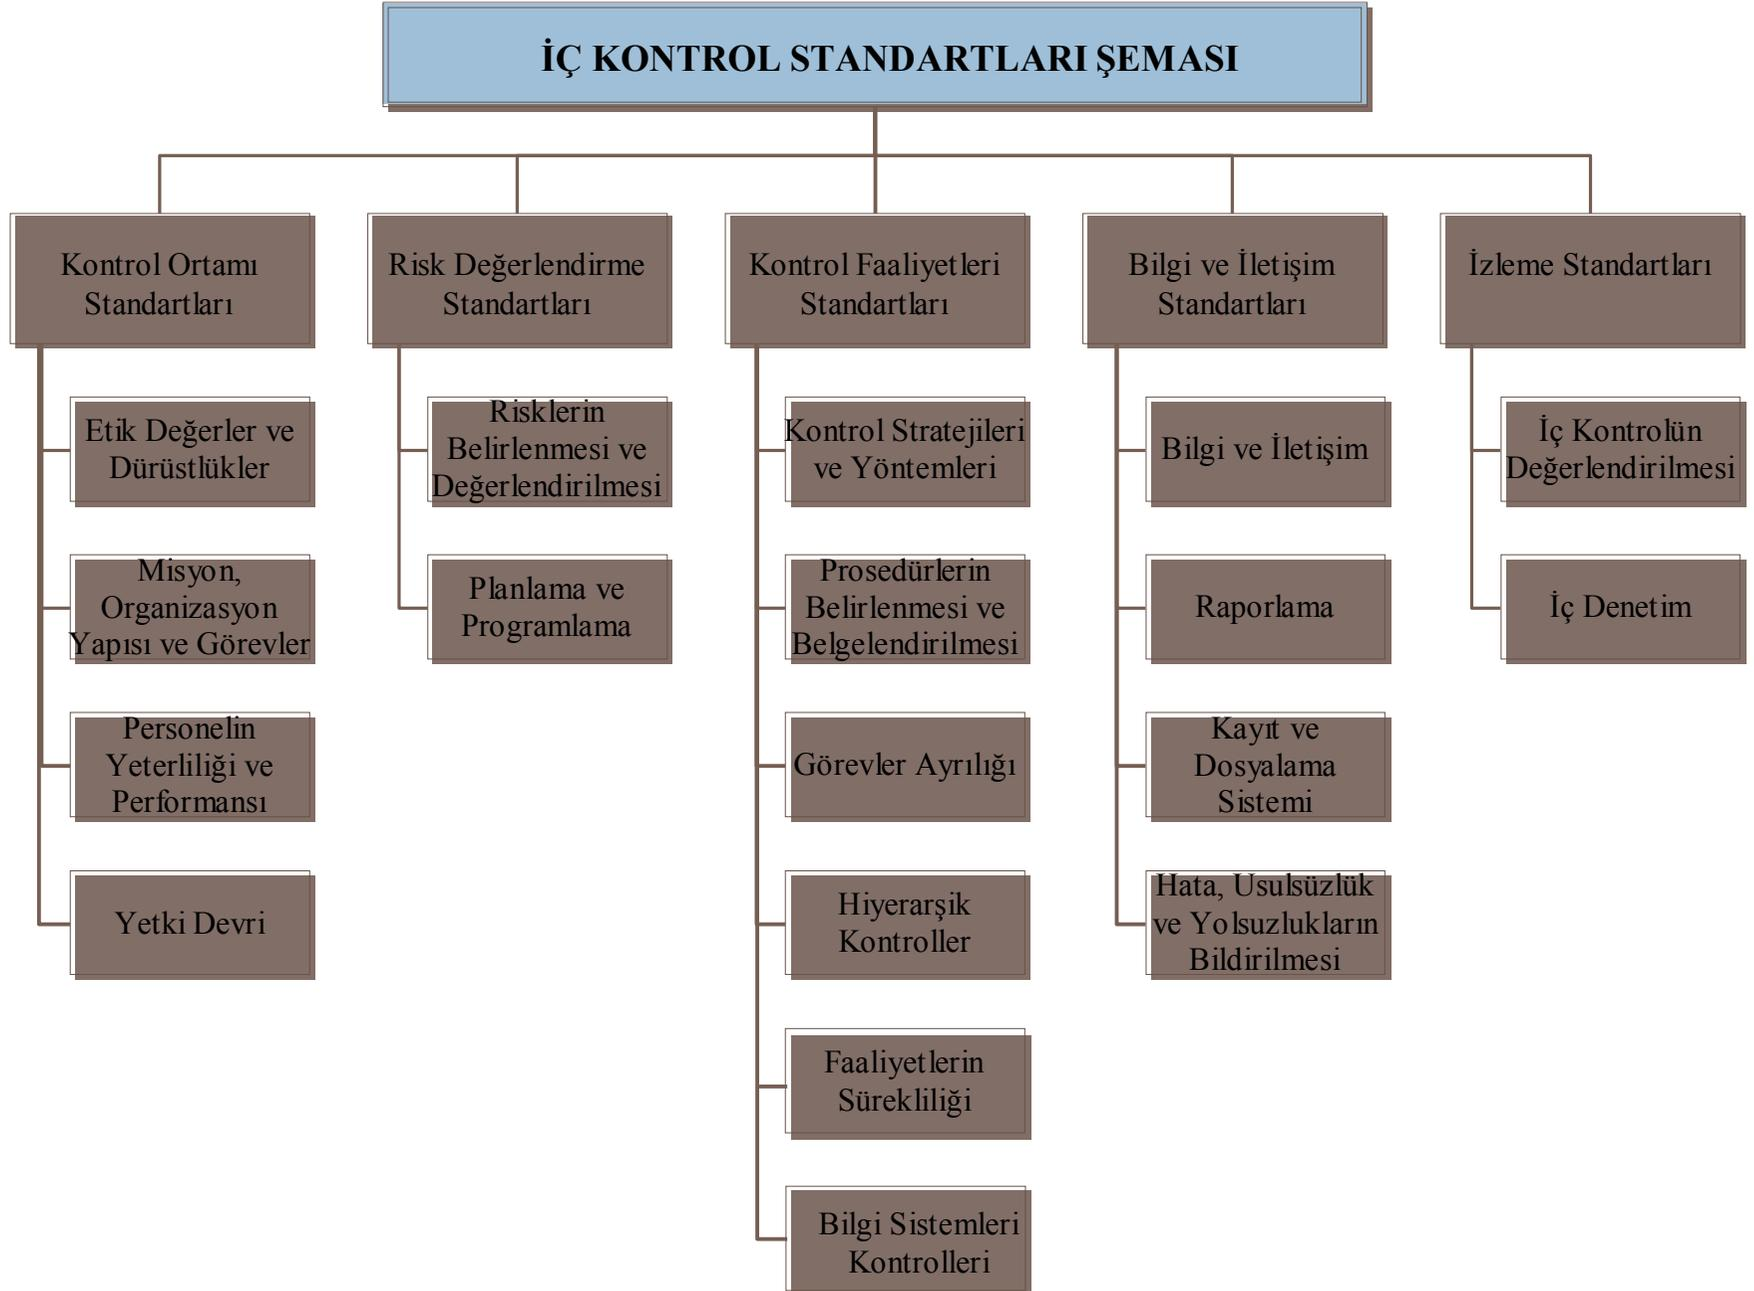 İÇ KONTROL STANDARTLARI ŞEMASI
Kontrol Ortamı
Standartları
Etik Değerler ve
Dürüstlükler
Misyon,
Organizasyon
Yapısı ve Görevler
Personelin
Yeterliliği ve
Performansı
Yetki Devri
Risk Değerlendirme
Standartları
Risklerin
Belirlenmesi ve
Değerlendirilmesi
Planlama ve
Programlama
Kontrol Faaliyetleri
Standartları
Kontrol Stratejileri
ve Yöntemleri
Prosedürlerin
Belirlenmesi ve
Belgelendirilmesi
Görevler Ayrılığı
Hiyerarşik
Kontroller
Faaliyetlerin
Sürekliliği
Bilgi Sistemleri
Kontrolleri
Bilgi ve İletişim
Standartları
Bilgi ve İletişim
Raporlama
Kayıt ve
Dosyalama
Sistemi
Hata, Usulsüzlük
ve Yolsuzlukların
Bildirilmesi
İzleme Standartları
İç Kontrolün
Değerlendirilmesi
İç Denetim